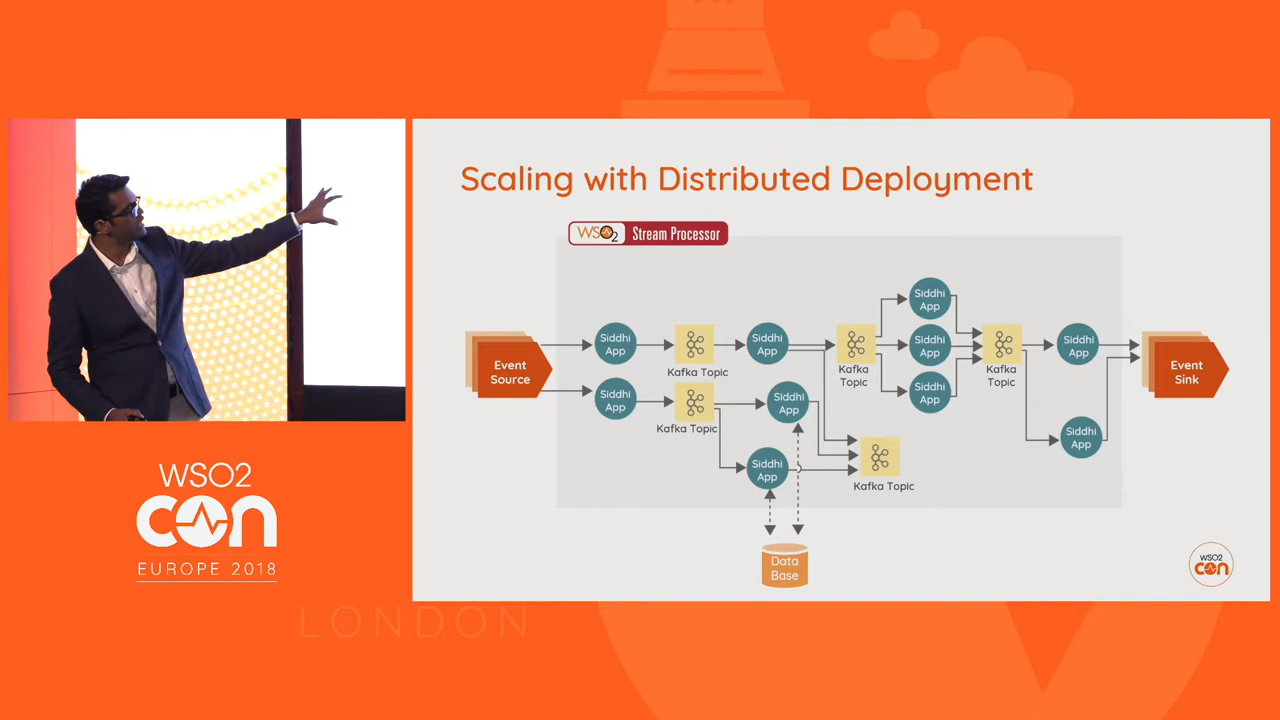 Scaling with Distributed Deployment
WSO2 Stream Processor
Siddhi
App
Siddhi
App
Siddhi
App
Siddhi
App
Event
Source
Kafka Topic
Kafka
Topic
Siddhi
App
Kafka
Topic
Siddhi
App
Event
Sink
Siddhi
App
Kafka Topic
Siddhi
App
Siddhi
App
Siddhi
App
Siddhi
App
Kafka Topic
Data
Base
WSO2
con
EUROPE 2018
WSO2
con
LONDON